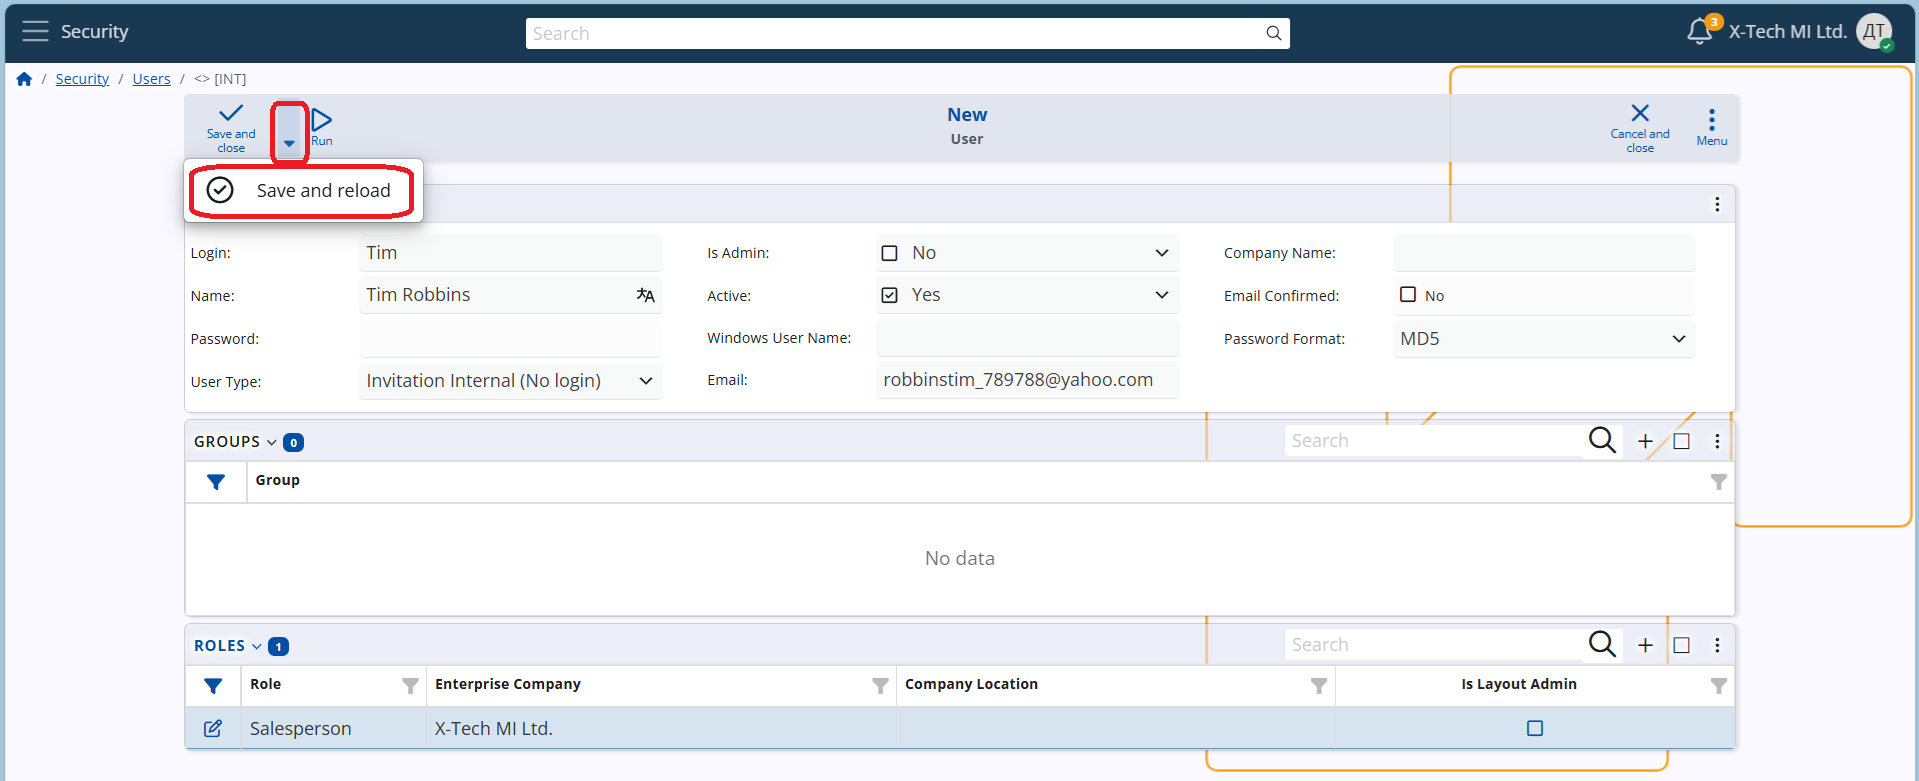 Security
Search
3
X-Tech MI Ltd.
ДТ
/ Security / Users / <> [INT]
Save and close
Run
New
User
Cancel and close
Menu
Save and reload
Login: Tim
Is Admin: No
Company Name:
Name: Tim Robbins
Active: Yes
Email Confirmed: No
Password:
Windows User Name:
Password Format: MD5
User Type: Invitation Internal (No login)
Email: robbinstim_789788@yahoo.com
GROUPS 0
Search
Group
No data
ROLES 1
Search
Role Enterprise Company Company Location Is Layout Admin
Salesperson X-Tech MI Ltd.